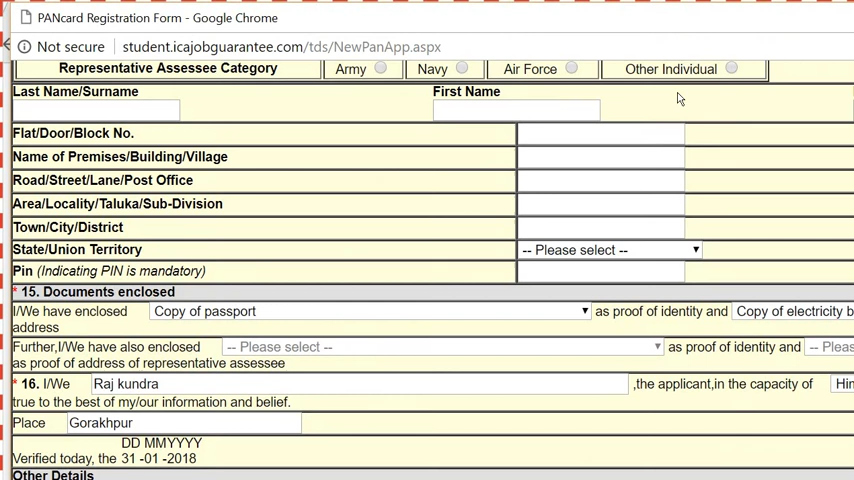 PANcard Registration Form - Google Chrome
Not secure student.icajobguarantee.com/tds/NewPanApp.aspx
Representative Assessee Category Army Navy Air Force Other Individual
Last Name/Surname First Name
Flat/Door/Block No.
Name of Premises/Building/Village
Road/Street/Lane/Post Office
Area/Locality/Taluka/Sub-Division
Town/City/District
State/Union Territory -- Please select --
Pin (Indicating PIN is mandatory)
* 15. Documents enclosed
I/We have enclosed Copy of passport as proof of identity and Copy of electricity b
address
Further,I/We have also enclosed -- Please select -- as proof of identity and -- Pleas
as proof of address of representative assessee
* 16. I/We Raj kundra ,the applicant,in the capacity of Him
true to the best of my/our information and belief.
Place Gorakhpur
DD MMYYYY
Verified today, the 31 -01 -2018
Other Details